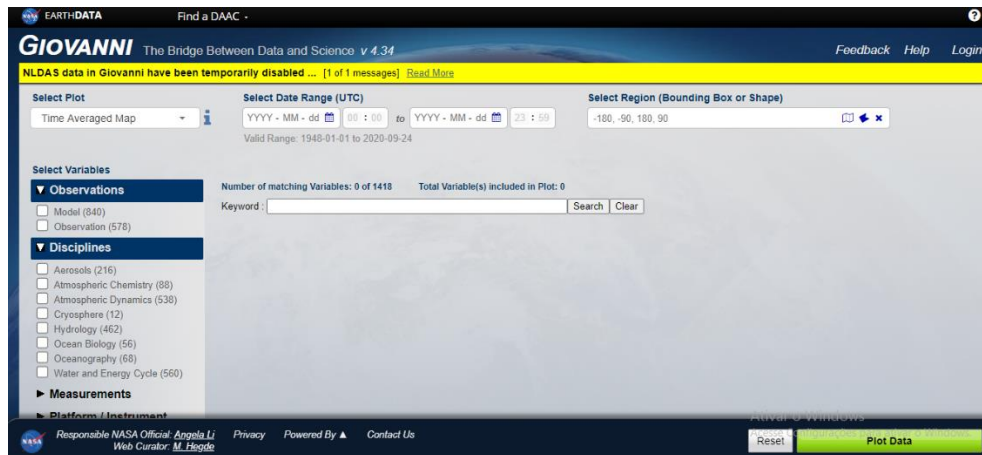 NASA EARTHDATA Find a DAAC - ?
GIOVANNI The Bridge Between Data and Science v 4.34 Feedback Help Login
NLDAS data in Giovanni have been temporarily disabled ... [1 of 1 messages] Read More
Select Plot Select Date Range (UTC) Select Region (Bounding Box or Shape)
Time Averaged Map i YYYY - MM - dd 00 : 00 to YYYY - MM - dd 23 : 59 -180, -90, 180, 90
Valid Range: 1948-01-01 to 2020-09-24
Select Variables
Observations Number of matching Variables: 0 of 1418 Total Variable(s) included in Plot: 0
Keyword : Search Clear
Model (840)
Observation (578)
Disciplines
Aerosols (216)
Atmospheric Chemistry (88)
Atmospheric Dynamics (538)
Cryosphere (12)
Hydrology (462)
Ocean Biology (56)
Oceanography (68)
Water and Energy Cycle (560)
Measurements
Platform / Instrument
Ativar o Windows
NASA Responsible NASA Official: Angela Li Privacy Powered By ▲ Contact Us
Web Curator: M. Hegde
Reset Plot Data